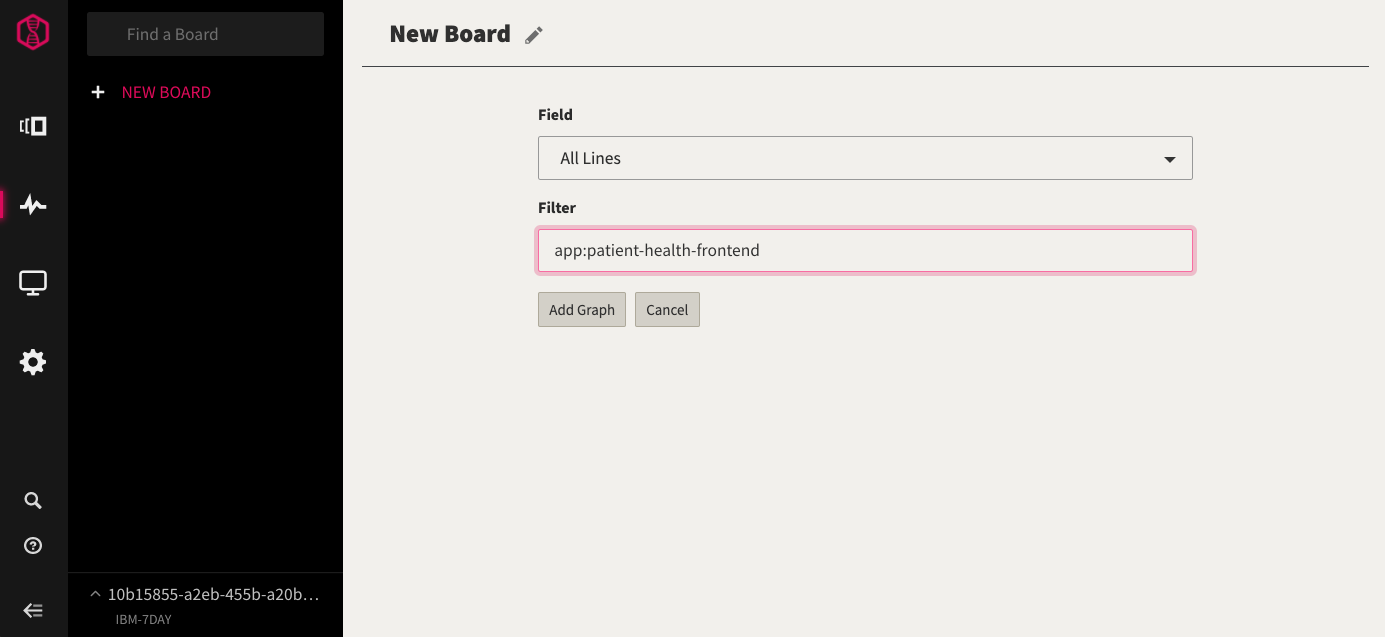 Find a Board
NEW BOARD
10b15855-a2eb-455b-a20b...
IBM-7DAY
New Board
Field
All Lines
Filter
app:patient-health-frontend
Add Graph Cancel